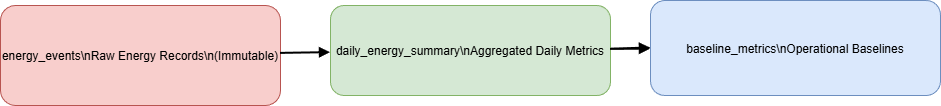 energy_events\nRaw Energy Records\n(Immutable)
daily_energy_summary\nAggregated Daily Metrics
baseline_metrics\nOperational Baselines